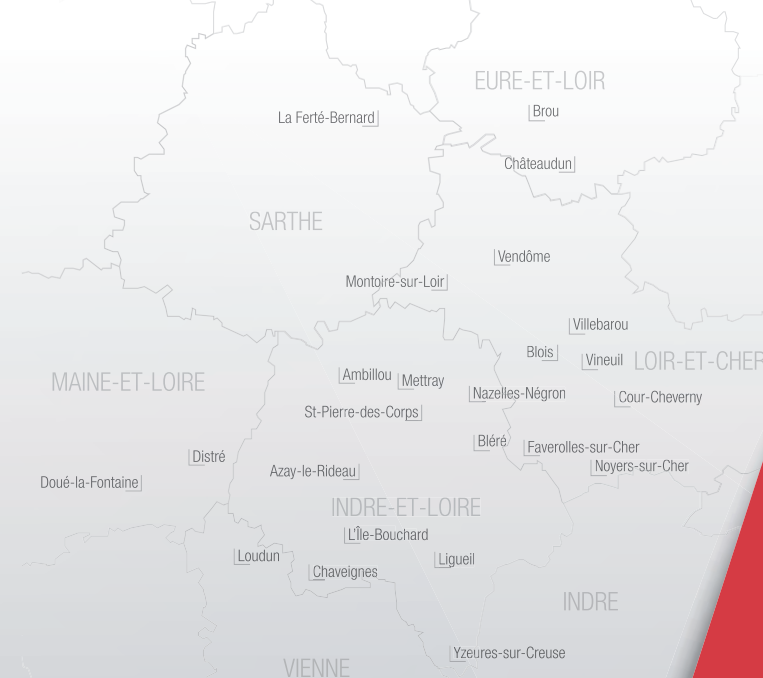 EURE-ET-LOIR
Brou
La Ferté-Bernard
Châteaudun
SARTHE
Vendôme
Montoire-sur-Loir
Villebarou
Blois
Vineuil
LOIR-ET-CHER
MAINE-ET-LOIRE
Ambillou
Mettray
Nazelles-Négron
Cour-Cheverny
St-Pierre-des-Corps
Bléré
Faverolles-sur-Cher
Distré
Noyers-sur-Cher
Azay-le-Rideau
Doué-la-Fontaine
INDRE-ET-LOIRE
L'Île-Bouchard
Loudun
Ligueil
Chaveignes
INDRE
Yzeures-sur-Creuse
VIENNE